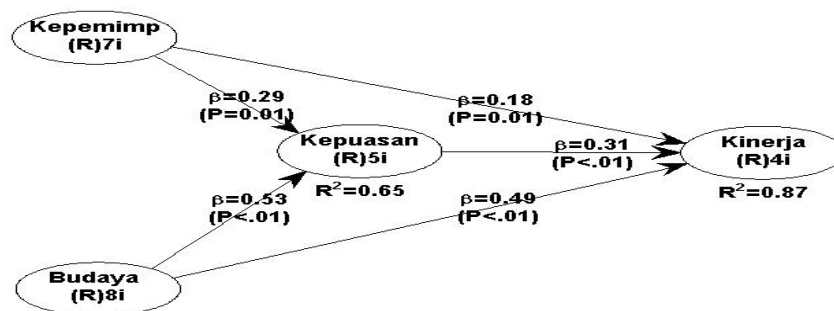 Kepemimp
(R)7i
β=0.29
(P=0.01)
β=0.18
(P=0.01)
Kepuasan
(R)5i
β=0.31
(P<.01)
Kinerja
(R)4i
R²=0.65
R²=0.87
β=0.53
(P<.01)
β=0.49
(P<.01)
Budaya
(R)8i